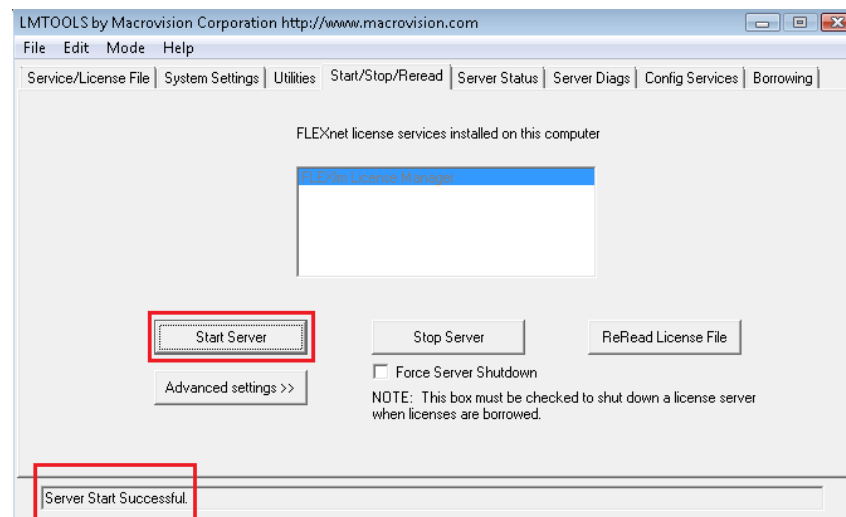 LMTOOLS by Macrovision Corporation http://www.macrovision.com
File Edit Mode Help
Service/License File System Settings Utilities Start/Stop/Reread Server Status Server Diags Config Services Borrowing
FLEXnet license services installed on this computer
FLEXlm License Manager
Start Server Stop Server ReRead License File
Force Server Shutdown
Advanced settings >>
NOTE: This box must be checked to shut down a license server
when licenses are borrowed.
Server Start Successful.